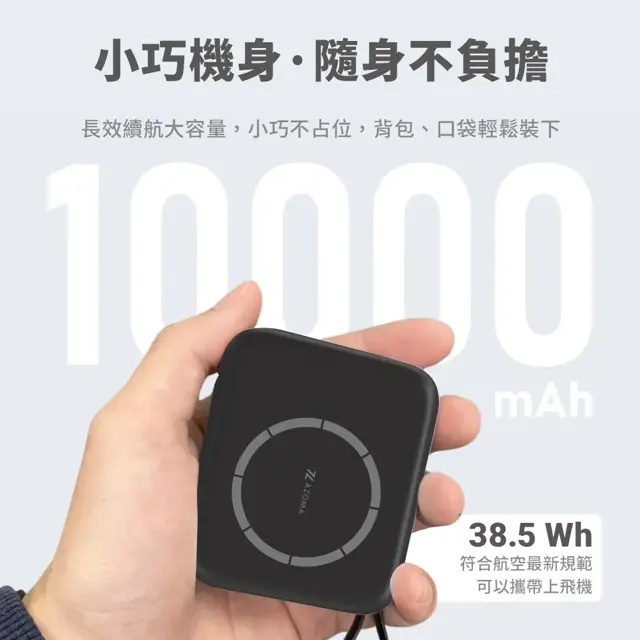 小巧機身·隨身不負擔
長效續航大容量，小巧不占位，背包、口袋輕鬆裝下
10000
mAh
AZOMA
38.5 Wh
符合航空最新規範
可以攜帶上飛機